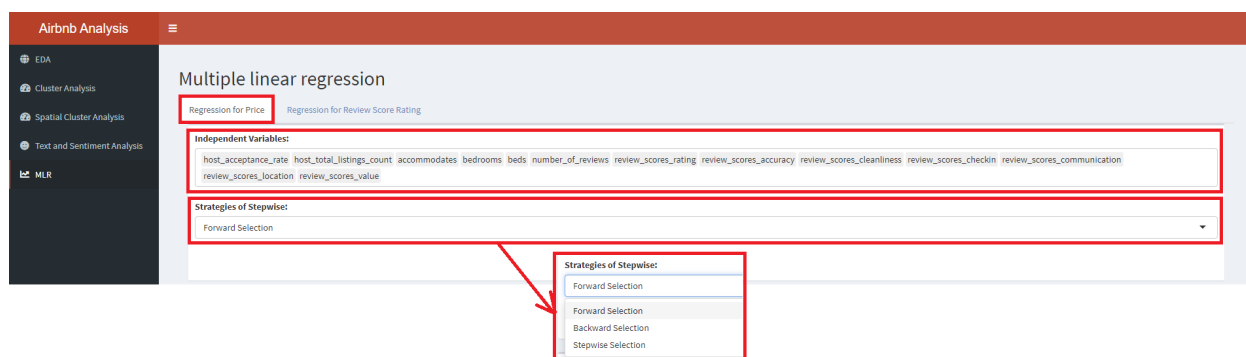 Airbnb Analysis
EDA
Cluster Analysis
Spatial Cluster Analysis
Text and Sentiment Analysis
MLR
Multiple linear regression
Regression for Price Regression for Review Score Rating
Independent Variables:
host_acceptance_rate host_total_listings_count accommodates bedrooms beds number_of_reviews review_scores_rating review_scores_accuracy review_scores_cleanliness review_scores_checkin review_scores_communication
review_scores_location review_scores_value
Strategies of Stepwise:
Forward Selection
Strategies of Stepwise:
Forward Selection
Forward Selection
Backward Selection
Stepwise Selection